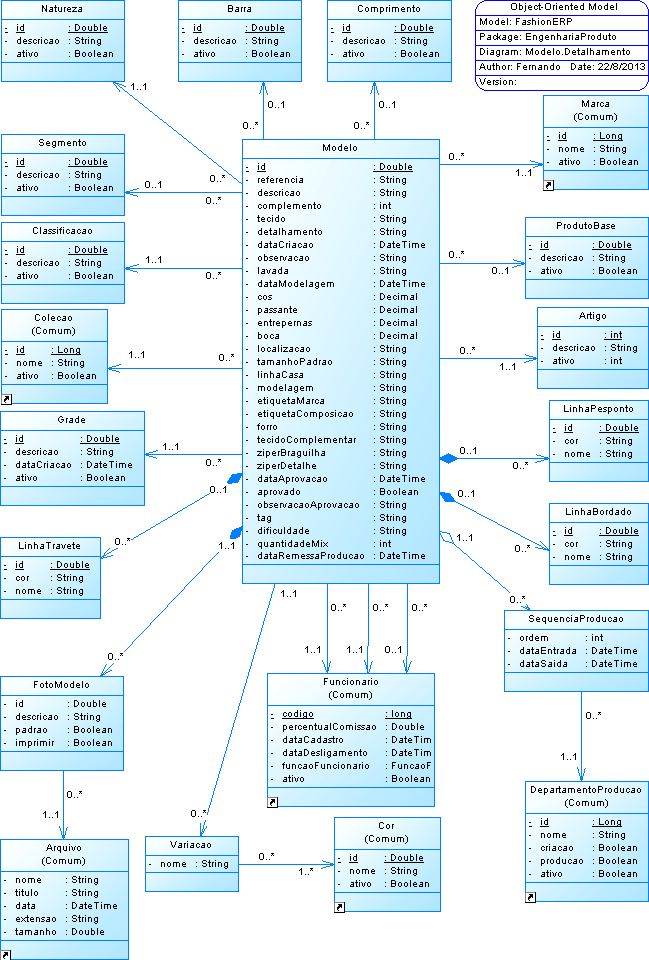 Object-Oriented Model
Model: FashionERP
Package: EngenhariaProduto
Diagram: Modelo.Detalhamento
Author: Fernando Date: 22/8/2013
Version:
Natureza
- id : Double
- descricao : String
- ativo : Boolean
Barra
- id : Double
- descricao : String
- ativo : Boolean
Comprimento
- id : Double
- descricao : String
- ativo : Boolean
1..1
0..*
0..1
0..*
0..1
0..*
Marca
(Comum)
- id : Long
- nome : String
- ativo : Boolean
0..*
1..1
Segmento
- id : Double
- descricao : String
- ativo : Boolean
0..1
0..*
Classificacao
- id : Double
- descricao : String
- ativo : Boolean
1..1
0..*
Colecao
(Comum)
- id : Long
- nome : String
- ativo : Boolean
1..1
0..*
Grade
- id : Double
- descricao : String
- dataCriacao : DateTime
- ativo : Boolean
1..1
0..*
Modelo
- id : Double
- referencia : String
- descricao : String
- complemento : int
- tecido : String
- detalhamento : String
- dataCriacao : DateTime
- observacao : String
- lavada : String
- dataModelagem : DateTime
- cos : Decimal
- passante : Decimal
- entrepernas : Decimal
- boca : Decimal
- localizacao : String
- tamanhoPadrao : String
- linhaCasa : String
- modelagem : String
- etiquetaMarca : String
- etiquetaComposicao : String
- forro : String
- tecidoComplementar : String
- ziperBraguilha : String
- ziperDetalhe : String
- dataAprovacao : DateTime
- aprovado : Boolean
- observacaoAprovacao : String
- tag : String
- dificuldade : String
- quantidadeMix : int
- dataRemessaProducao : DateTime
ProdutoBase
- id : Double
- descricao : String
- ativo : Boolean
0..*
0..1
Artigo
- id : int
- descricao : String
- ativo : int
0..*
1..1
LinhaPesponto
- id : Double
- cor : String
- nome : String
0..1
0..*
LinhaBordado
- id : Double
- cor : String
- nome : String
0..1
0..*
LinhaTravete
- id : Double
- cor : String
- nome : String
0..1
0..*
1..1
0..*
1..1
0..*
SequenciaProducao
- ordem : int
- dataEntrada : DateTime
- dataSaida : DateTime
0..*
1..1
FotoModelo
- id : Double
- descricao : String
- padrao : Boolean
- imprimir : Boolean
0..*
1..1
1..1
0..*
0..*
0..*
0..*
1..1
1..1
0..1
Funcionario
(Comum)
- codigo : long
- percentualComissao : Double
- dataCadastro : DateTim
- dataDesligamento : DateTim
- funcaoFuncionario : FuncaoF
- ativo : Boolean
DepartamentoProducao
(Comum)
- id : Long
- nome : String
- criacao : Boolean
- producao : Boolean
- ativo : Boolean
Arquivo
(Comum)
- nome : String
- titulo : String
- data : DateTime
- extensao : String
- tamanho : Double
Variacao
- nome : String
0..*
1..*
Cor
(Comum)
- id : Double
- nome : String
- ativo : Boolean